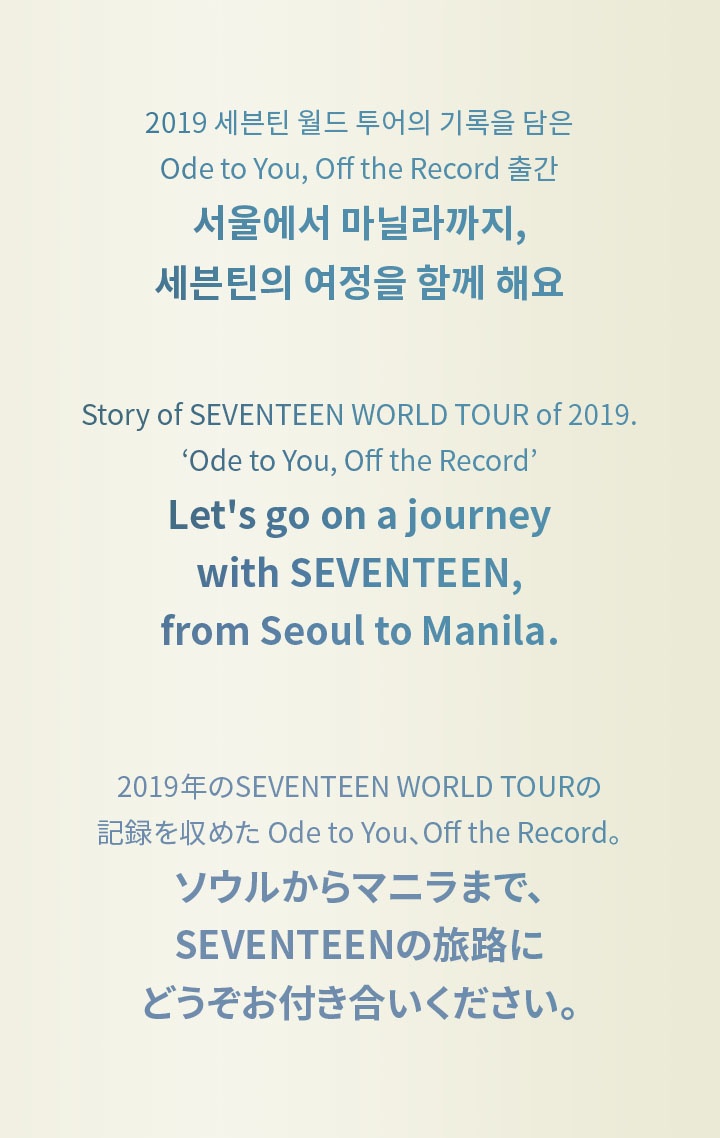 2019 세븐틴 월드 투어의 기록을 담은
Ode to You, Off the Record 출간
서울에서 마닐라까지,
세븐틴의 여정을 함께 해요
Story of SEVENTEEN WORLD TOUR of 2019.
‘Ode to You, Off the Record’
Let's go on a journey
with SEVENTEEN,
from Seoul to Manila.
2019年のSEVENTEEN WORLD TOURの
記録を収めた Ode to You、Off the Record。
ソウルからマニラまで、
SEVENTEENの旅路に
どうぞお付き合いください。